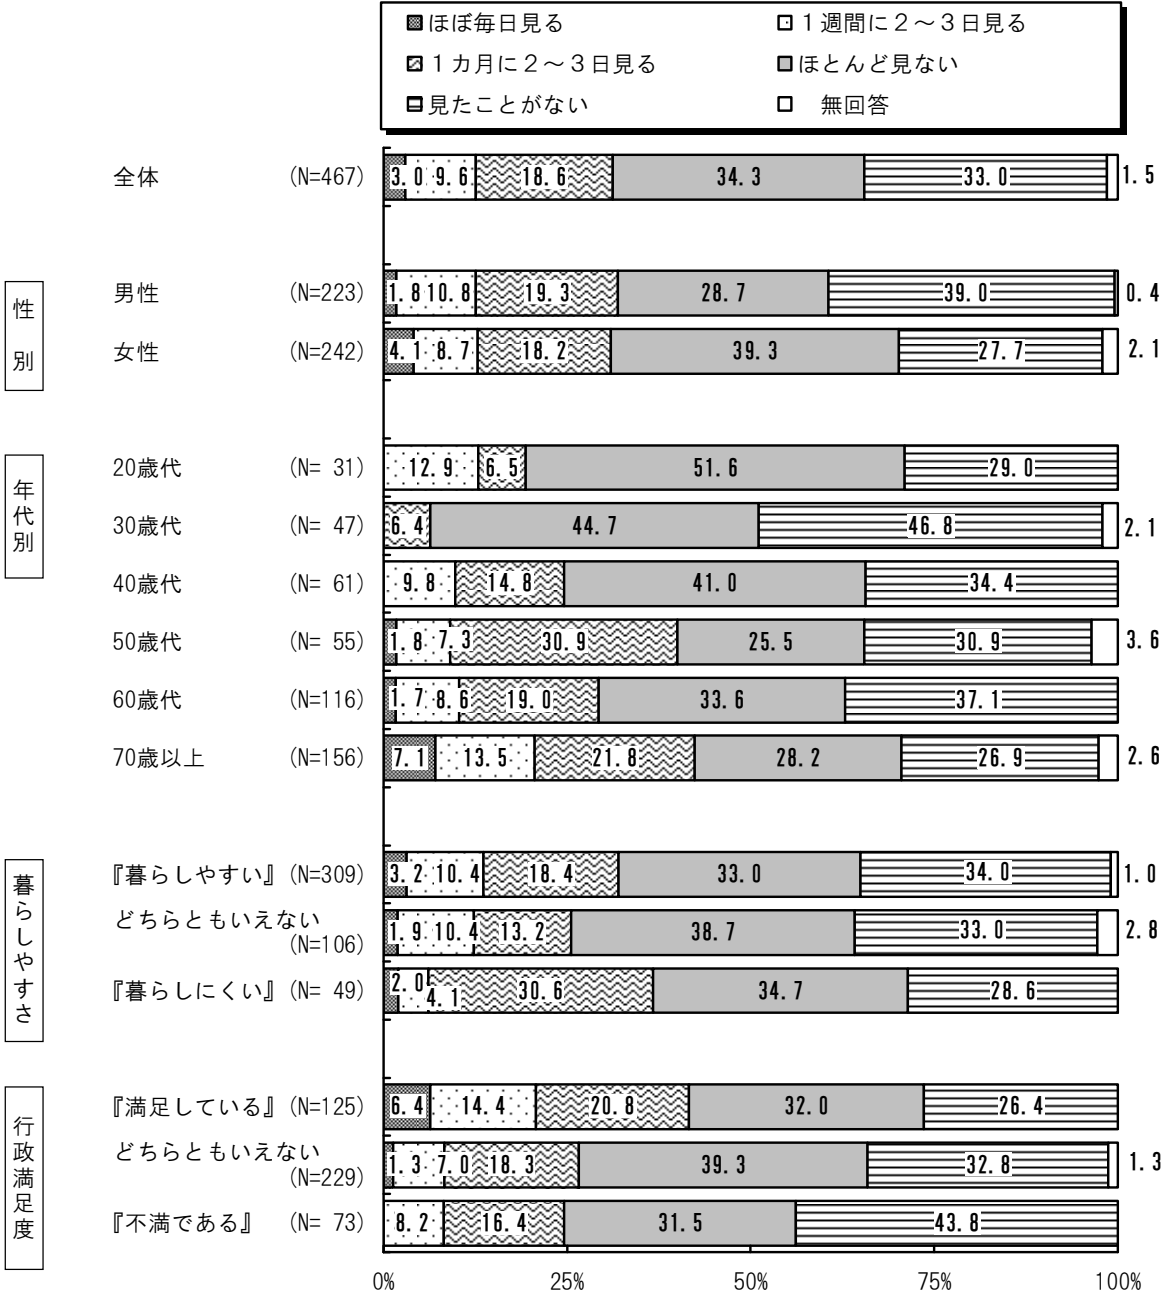 ほぼ毎日見る １週間に２～３日見る
１カ月に２～３日見る ほとんど見ない
見たことがない 無回答
全体 (N=467) 3.0 9.6 18.6 34.3 33.0 1.5
性別
男性 (N=223) 1.8 10.8 19.3 28.7 39.0 0.4
女性 (N=242) 4.1 8.7 18.2 39.3 27.7 2.1
年代別
20歳代 (N= 31) 12.9 6.5 51.6 29.0
30歳代 (N= 47) 6.4 44.7 46.8 2.1
40歳代 (N= 61) 9.8 14.8 41.0 34.4
50歳代 (N= 55) 1.8 7.3 30.9 25.5 30.9 3.6
60歳代 (N=116) 1.7 8.6 19.0 33.6 37.1
70歳以上 (N=156) 7.1 13.5 21.8 28.2 26.9 2.6
暮らしやすさ
『暮らしやすい』 (N=309) 3.2 10.4 18.4 33.0 34.0 1.0
どちらともいえない
(N=106) 1.9 10.4 13.2 38.7 33.0 2.8
『暮らしにくい』 (N= 49) 2.0 4.1 30.6 34.7 28.6
行政満足度
『満足している』 (N=125) 6.4 14.4 20.8 32.0 26.4
どちらともいえない
(N=229) 1.3 7.0 18.3 39.3 32.8 1.3
『不満である』 (N= 73) 8.2 16.4 31.5 43.8
0% 25% 50% 75% 100%